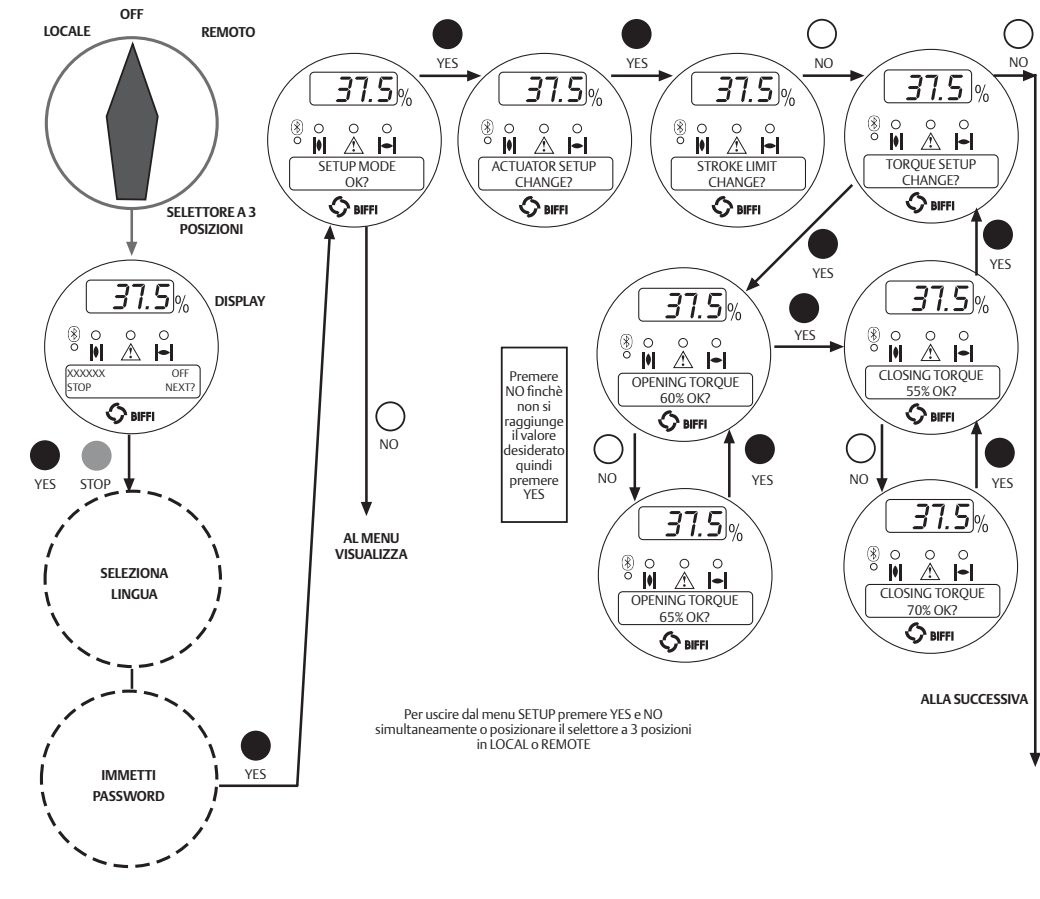 OFF
LOCALE
REMOTO
SELETTORE A 3
POSIZIONI
37.5%
DISPLAY
XXXXXX OFF
STOP NEXT?
BIFFI
YES
STOP
SELEZIONA
LINGUA
IMMETTI
PASSWORD
YES
37.5%
SETUP MODE
OK?
BIFFI
NO
AL MENU
VISUALIZZA
YES
37.5%
ACTUATOR SETUP
CHANGE?
BIFFI
YES
37.5%
STROKE LIMIT
CHANGE?
BIFFI
NO
37.5%
TORQUE SETUP
CHANGE?
BIFFI
NO
YES
37.5%
OPENING TORQUE
60% OK?
BIFFI
YES
37.5%
CLOSING TORQUE
55% OK?
BIFFI
YES
Premere
NO finchè
non si
raggiunge
il valore
desiderato
quindi
premere
YES
NO
YES
37.5%
OPENING TORQUE
65% OK?
BIFFI
NO
YES
37.5%
CLOSING TORQUE
70% OK?
BIFFI
ALLA SUCCESSIVA
Per uscire dal menu SETUP premere YES e NO
simultaneamente o posizionare il selettore a 3 posizioni
in LOCAL o REMOTE